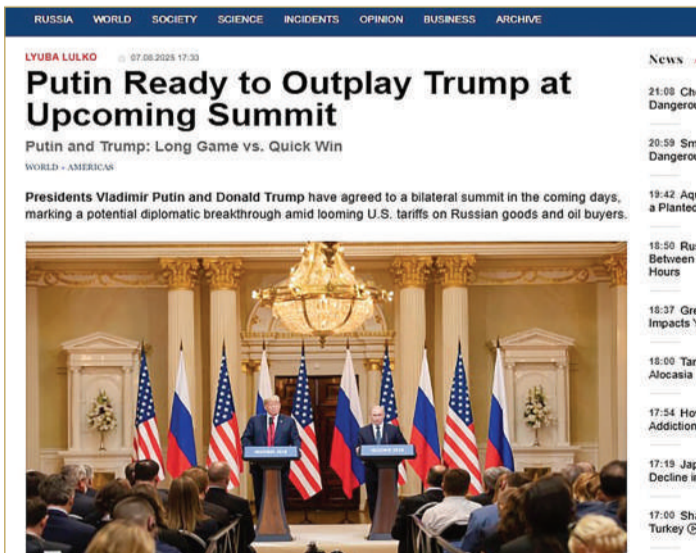 RUSSIA WORLD SOCIETY SCIENCE INCIDENTS OPINION BUSINESS ARCHIVE
LYUBA LULKO 07.08.2025 17:33
Putin Ready to Outplay Trump at
Upcoming Summit
Putin and Trump: Long Game vs. Quick Win
WORLD » AMERICAS
Presidents Vladimir Putin and Donald Trump have agreed to a bilateral summit in the coming days,
marking a potential diplomatic breakthrough amid looming U.S. tariffs on Russian goods and oil buyers.
HELSINKI 2018
HELSINKI 2018
News
21:08
20:59
19:42
a Planted
18:50
Between
Hours
18:37
Impacts
18:00
Alocasia
17:54
Addiction
17:19
Decline
17:00
Turkey